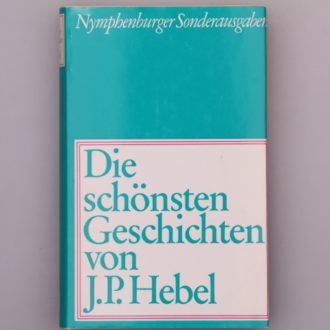 Nymphenburger Sonderausgaben
Die
schönsten
Geschichten
von
J.P. Hebel